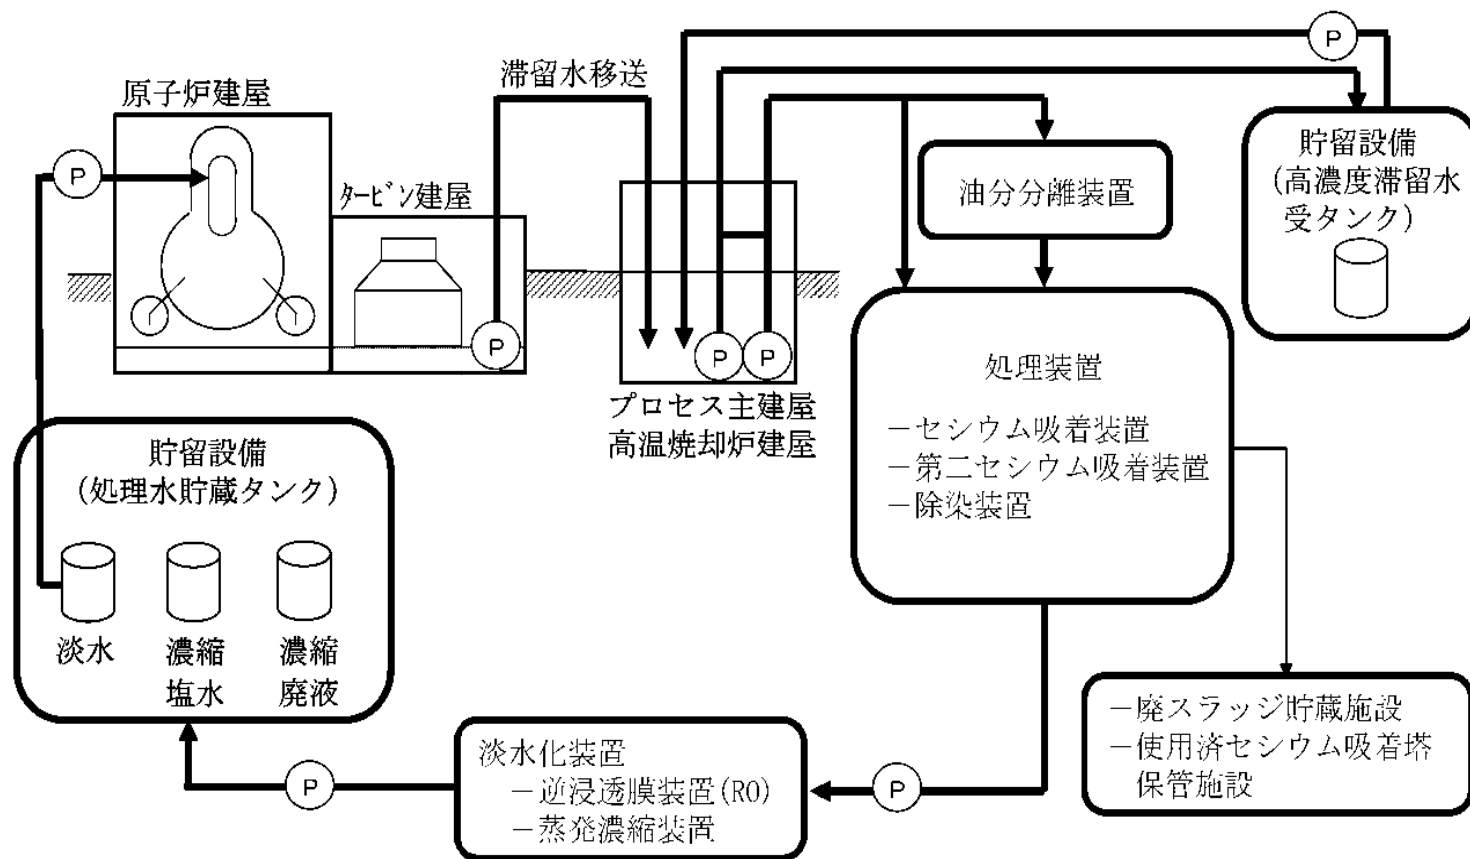 P
滞留水移送
原子炉建屋
P
貯留設備
(高濃度滞留水
受タンク)
油分分離装置
ﾀｰﾋﾞﾝ建屋
P
P
P
プロセス主建屋
高温焼却炉建屋
処理装置
－セシウム吸着装置
－第二セシウム吸着装置
－除染装置
貯留設備
(処理水貯蔵タンク)
淡水
濃縮
塩水
濃縮
廃液
－廃スラッジ貯蔵施設
－使用済セシウム吸着塔
保管施設
淡水化装置
－逆浸透膜装置(RO)
－蒸発濃縮装置
P
P